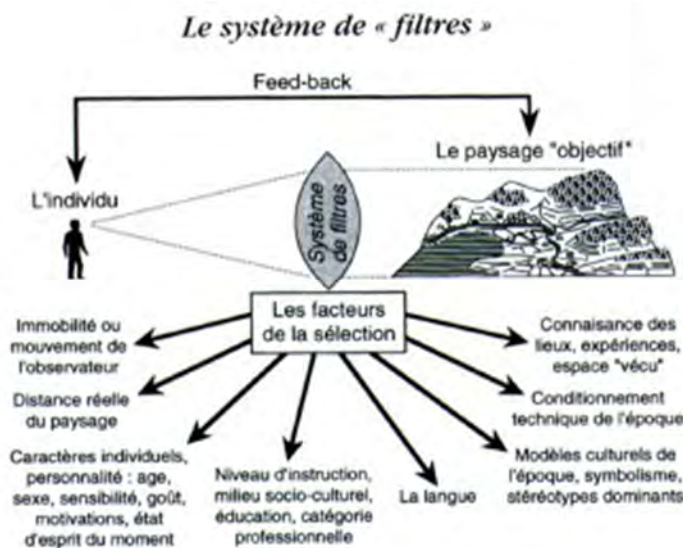 Le système de « filtres »
Feed-back
Le paysage "objectif"
L'individu
Système
de filtres
Les facteurs
de la sélection
Immobilité ou
mouvement de
l'observateur
Distance réelle
du paysage
Caractères individuels,
personnalité : age,
sexe, sensibilité, goût,
motivations, état
d'esprit du moment
Niveau d'instruction,
milieu socio-culturel,
éducation, catégorie
professionnelle
La langue
Modèles culturels de
l'époque, symbolisme,
stéréotypes dominants
Conditionnement
technique de l'époque
Connaisance des
lieux, expériences,
espace "vécu"